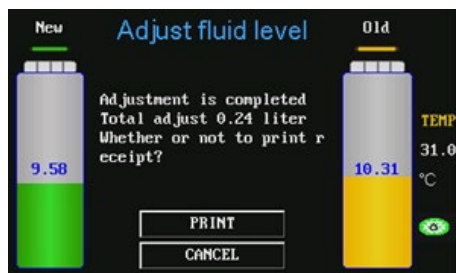 New
Adjust fluid level
Old
Adjustment is completed
Total adjust 0.24 liter
Whether or not to print r
eceipt?
TEMP
31.0
℃
9.58
10.31
PRINT
CANCEL